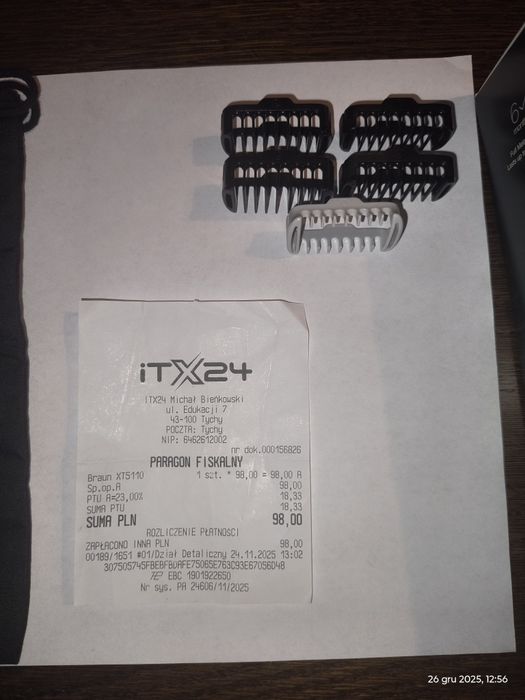 iTX24
ITX24 Michał Bieńkowski
ul. Edukacji 7
43-100 Tychy
POCZTA: Tychy
NIP: 6462612002
nr dok.000156826
PARAGON FISKALNY
Braun XT5110 1 szt. * 98,00 = 98,00 A
Sp.op.A 98,00
PTU A=23,00% 18,33
SUMA PTU 18,33
SUMA PLN 98,00
ROZLICZENIE PŁATNOŚCI
ZAPŁACONO INNA PLN 98,00
00189/1651 #01/Dział Detaliczny 24.11.2025 13:02
EBC 1901922650
Nr sys. PA 24606/11/2025
26 gru 2025, 12:56